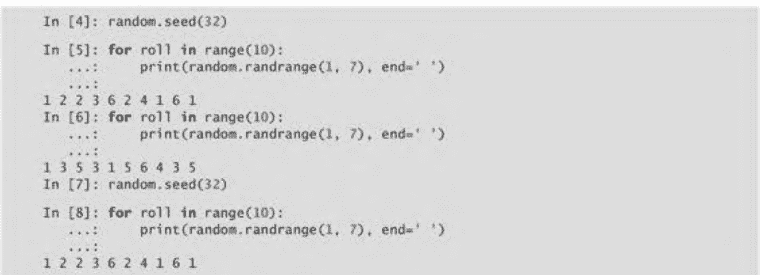 In [4]: random.seed(32)
In [5]: for roll in range(10):
   ...:     print(random.randrange(1, 7), end=' ')
   ...:
1 2 2 3 6 2 4 1 6 1
In [6]: for roll in range(10):
   ...:     print(random.randrange(1, 7), end=' ')
   ...:
1 3 5 3 1 5 6 4 3 5
In [7]: random.seed(32)
In [8]: for roll in range(10):
   ...:     print(random.randrange(1, 7), end=' ')
   ...:
1 2 2 3 6 2 4 1 6 1